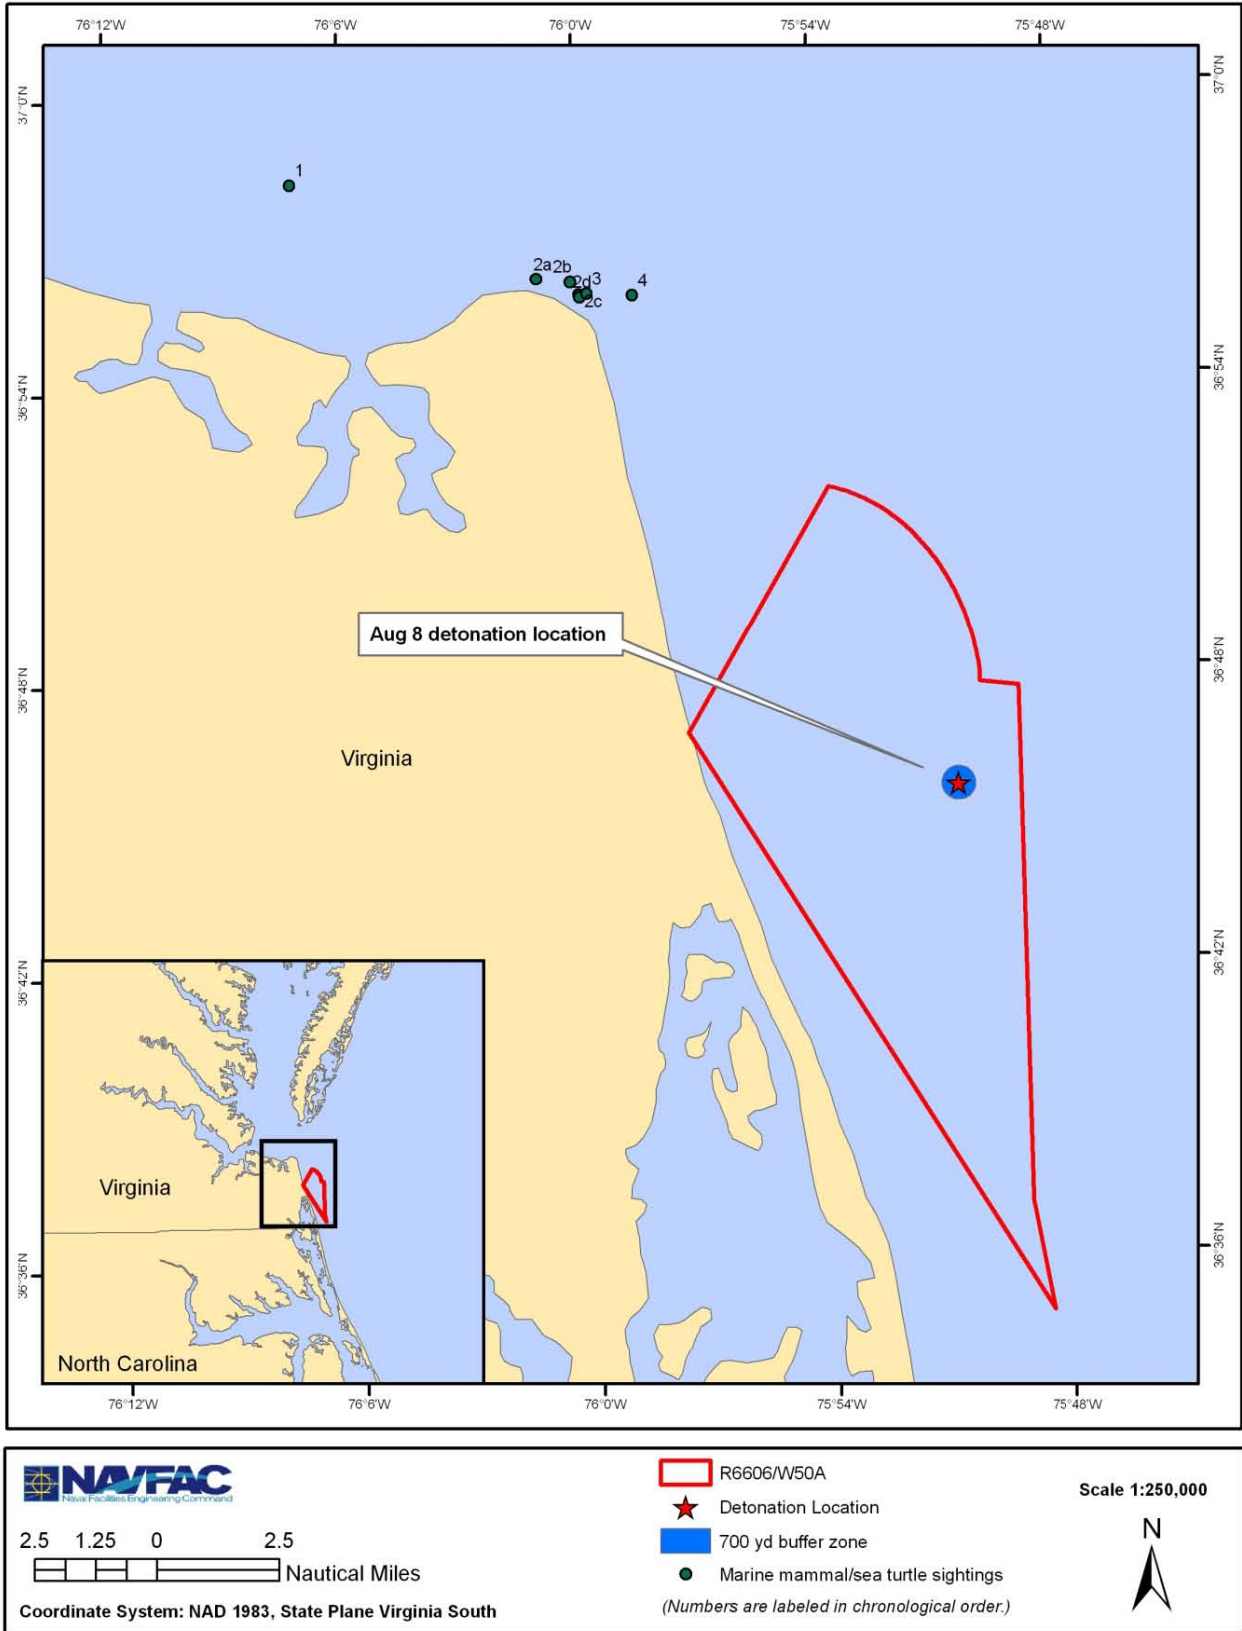 76°12'W 76°6'W 76°0'W 75°54'W 75°48'W
37°0'N
37°0'N
1
2a 2b
2d 3 4
2c
36°54'N
36°54'N
Aug 8 detonation location
36°48'N
36°48'N
Virginia
36°42'N
36°42'N
Virginia
36°36'N
36°36'N
North Carolina
76°12'W 76°6'W 76°0'W 75°54'W 75°48'W
NAVFAC
Naval Facilities Engineering Command
2.5 1.25 0 2.5
Nautical Miles
Coordinate System: NAD 1983, State Plane Virginia South
R6606/W50A
Detonation Location
700 yd buffer zone
Marine mammal/sea turtle sightings
(Numbers are labeled in chronological order.)
Scale 1:250,000
N